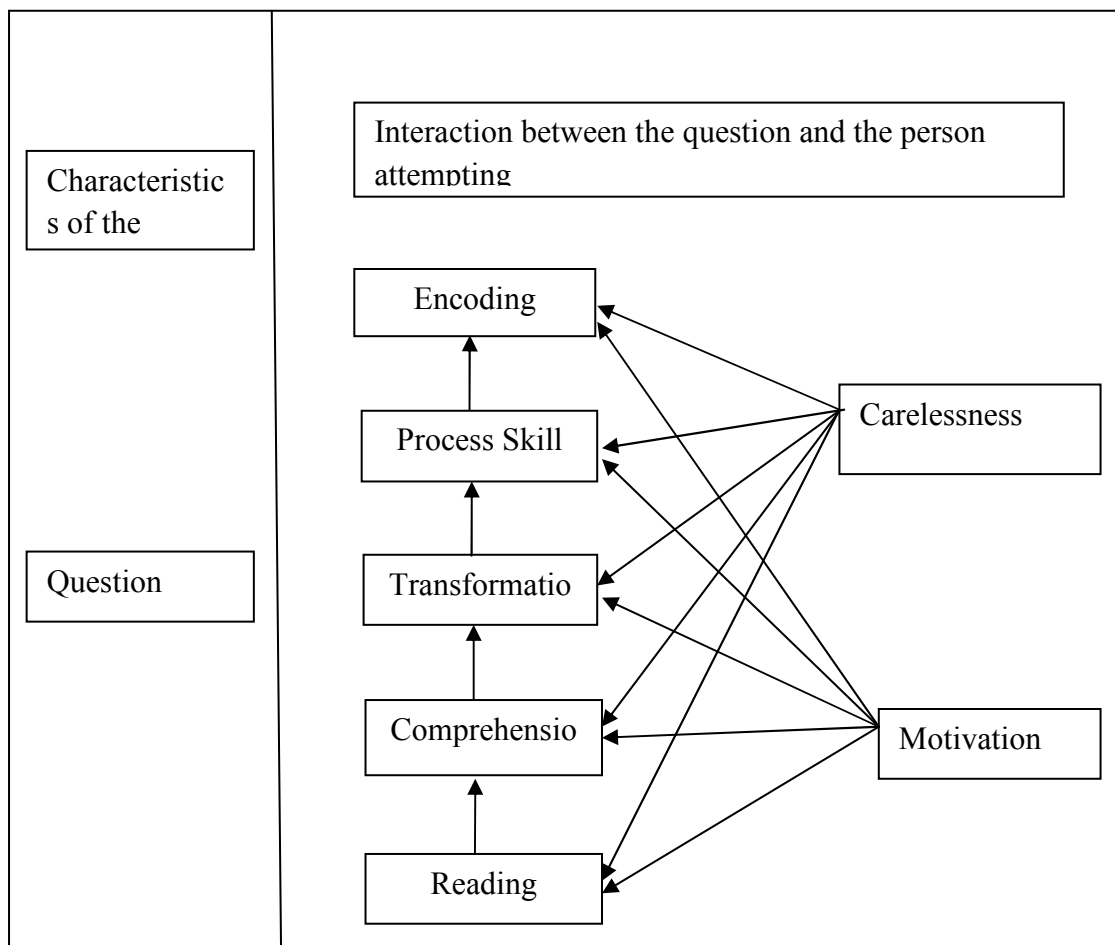 Characteristic
s of the
Question
Interaction between the question and the person
attempting
Encoding
Process Skill
Transformatio
Comprehensio
Reading
Carelessness
Motivation